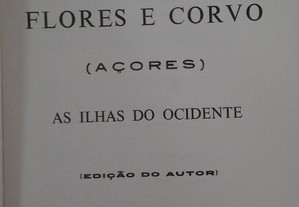 FLORES E CORVO
(AÇORES)
AS ILHAS DO OCIDENTE
(EDIÇÃO DO AUTOR)